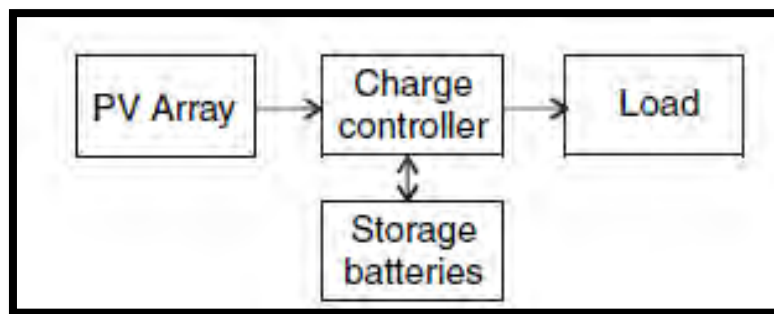 PV Array
Charge
controller
Load
Storage
batteries